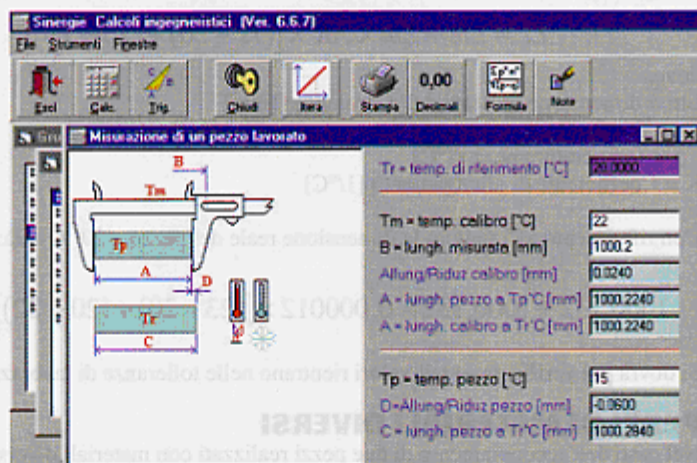 Sinergie Calcoli ingegneristici (Ver. 6.6.7)
File Strumenti Finestre
Esci Calc. Trig. Chiudi Itera Stampa 0,00 Decimali Formula Note
Misurazione di un pezzo lavorato
B
Tm
Tp
A
D
Tr
C
Tr = temp. di riferimento [°C] 20.0000
Tm = temp. calibro [°C] 22
B = lungh. misurata [mm] 1000.2
Allung/Riduz calibro [mm] 0.0240
A = lungh. pezzo a Tp°C [mm] 1000.2240
A = lungh. calibro a Tr°C [mm] 1000.2240
Tp = temp. pezzo [°C] 15
D=Allung/Riduz pezzo [mm] -0.0600
C = lungh. pezzo a Tr°C [mm] 1000.2840